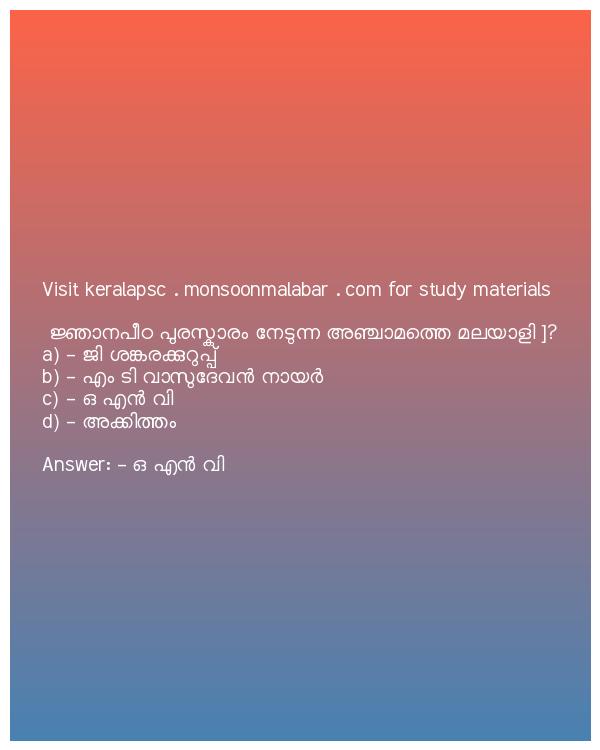 Visit keralapsc . monsoonmalabar . com for study materials
ജ്ഞാനപീഠ പുരസ്കാരം നേടുന്ന അഞ്ചാമത്തെ മലയാളി ]?
a) – ജി ശങ്കരക്കുറുപ്പ്
b) – എം ടി വാസുദേവൻ നായർ
c) – ഒ എൻ വി
d) – അക്കിത്തം
Answer: – ഒ എൻ വി